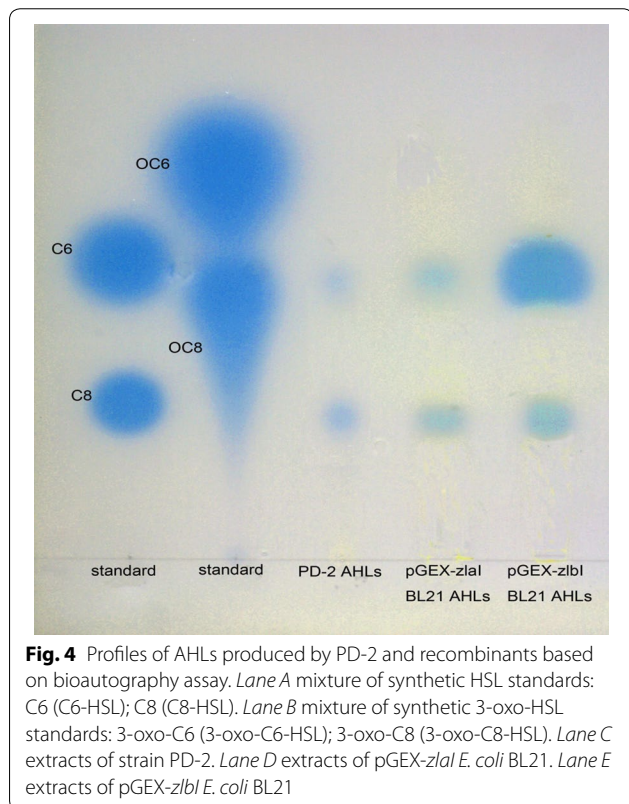 OC6
C6
OC8
C8
standard
standard
PD-2 AHLs
pGEX-zlaI
BL21 AHLs
pGEX-zlbI
BL21 AHLs
Fig. 4 Profiles of AHLs produced by PD-2 and recombinants based
on bioautography assay. Lane A mixture of synthetic HSL standards:
C6 (C6-HSL); C8 (C8-HSL). Lane B mixture of synthetic 3-oxo-HSL
standards: 3-oxo-C6 (3-oxo-C6-HSL); 3-oxo-C8 (3-oxo-C8-HSL). Lane C
extracts of strain PD-2. Lane D extracts of pGEX-zlaI E. coli BL21. Lane E
extracts of pGEX-zlbI E. coli BL21